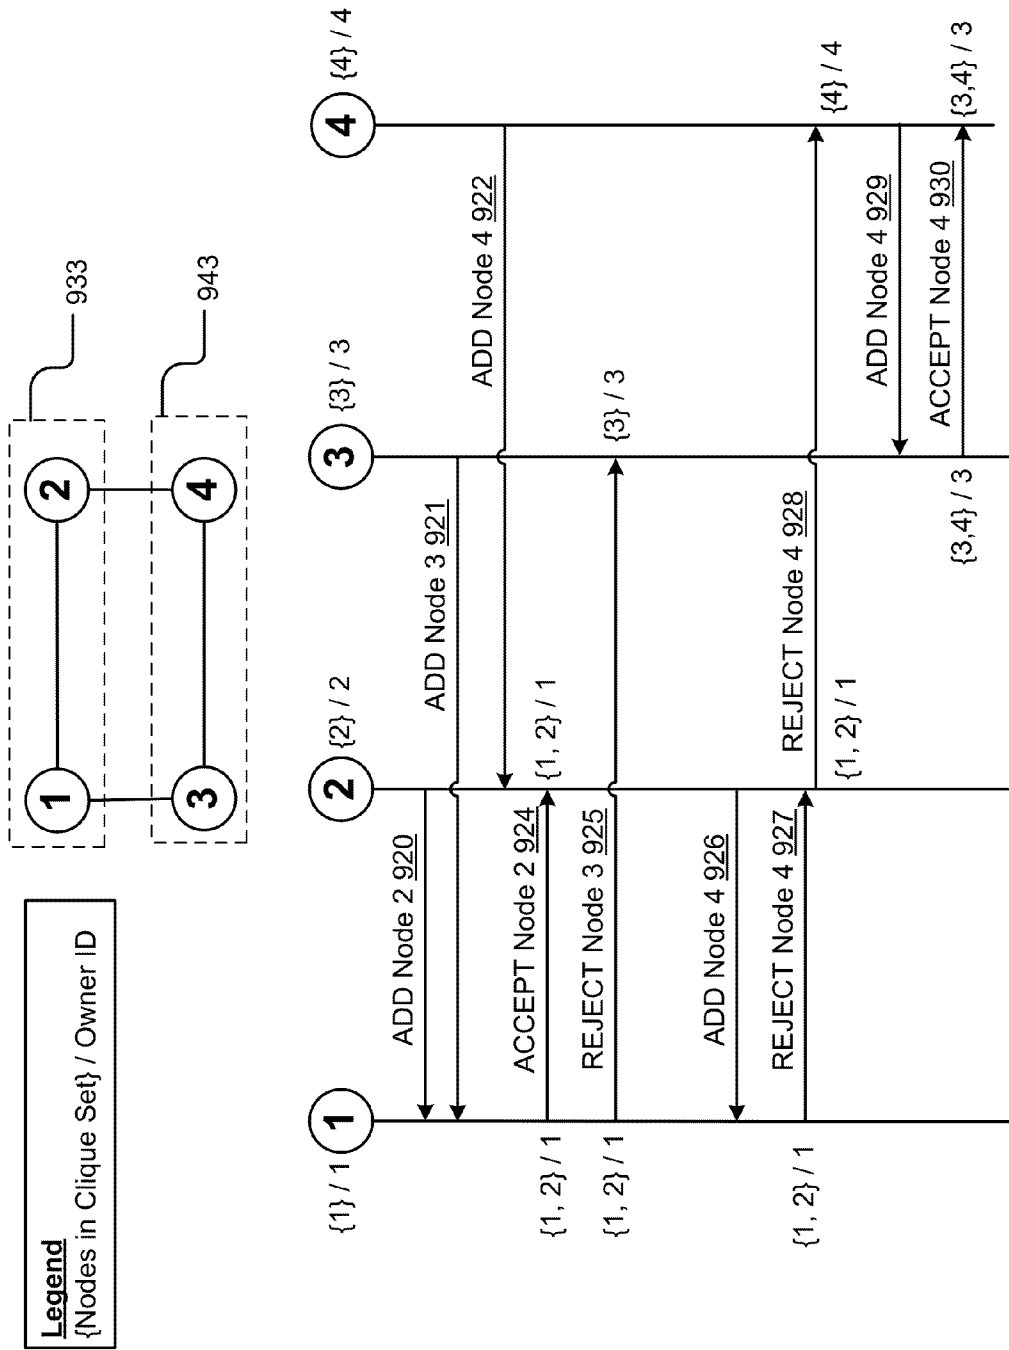 Legend
{Nodes in Clique Set} / Owner ID
1
2
933
3
4
943
{1} / 1
1
2
{2} / 2
3
{3} / 3
4
{4} / 4
ADD Node 2 920
ADD Node 3 921
ADD Node 4 922
{1, 2} / 1
ACCEPT Node 2 924
{1, 2} / 1
{1, 2} / 1
REJECT Node 3 925
{3} / 3
ADD Node 4 926
{1, 2} / 1
REJECT Node 4 927
{1, 2} / 1
REJECT Node 4 928
{4} / 4
ADD Node 4 929
{3,4} / 3
ACCEPT Node 4 930
{3,4} / 3